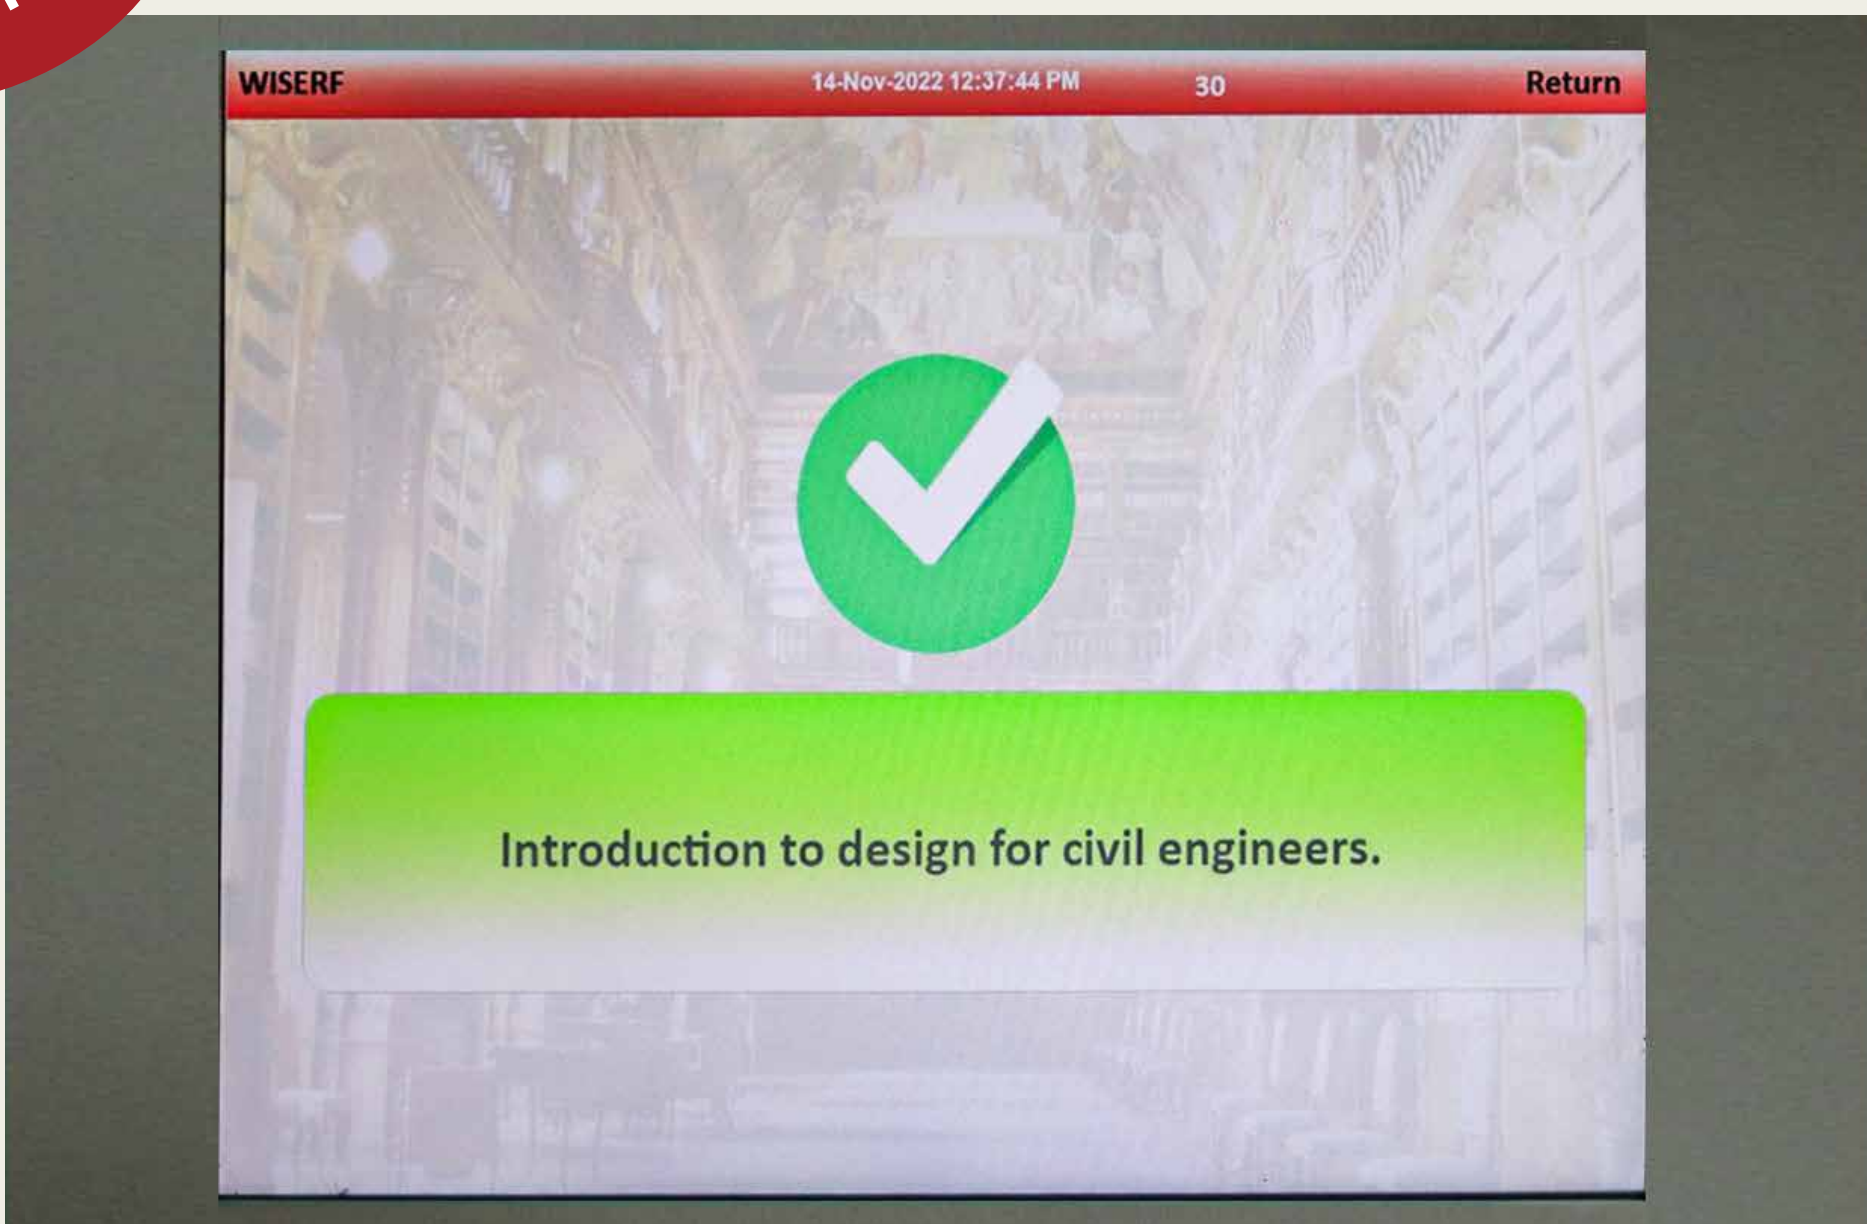 WISERF
14-Nov-2022 12:37:44 PM
30
Return
Introduction to design for civil engineers.